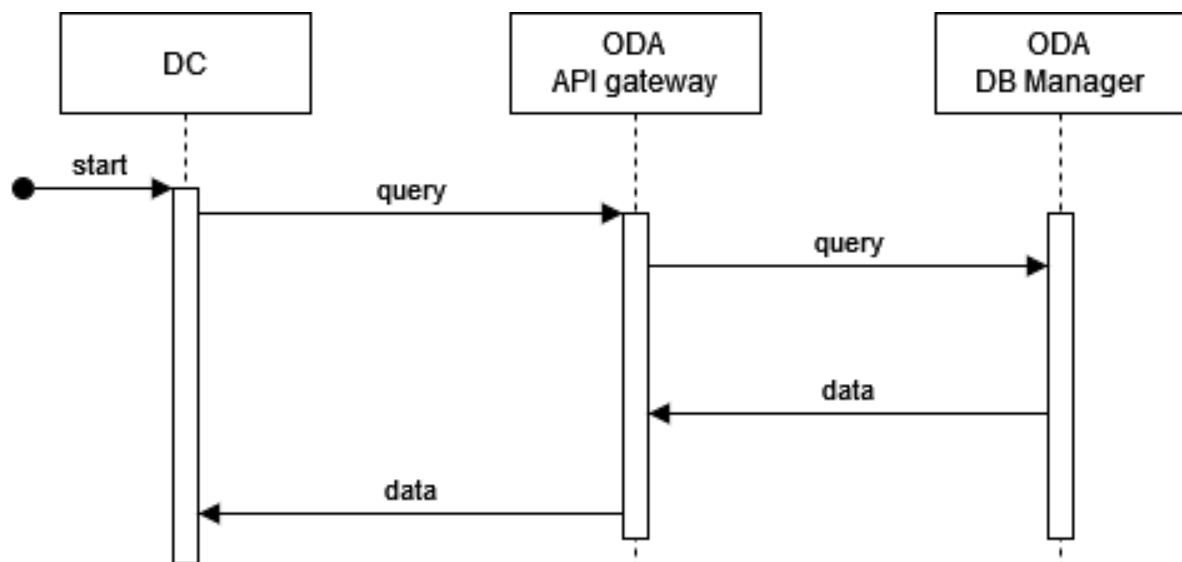 DC
ODA
API gateway
ODA
DB Manager
start
query
query
data
data